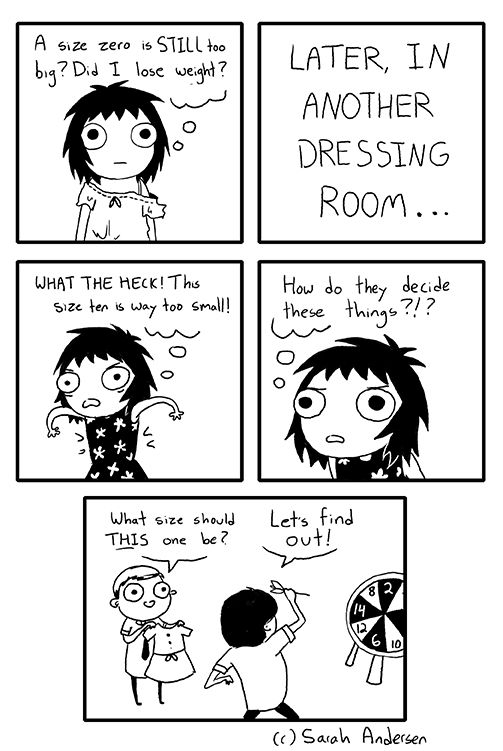 A size zero is STILL too
big? Did I lose weight?
LATER, IN
ANOTHER
DRESSING
ROOM...
WHAT THE HECK! This
size ten is way too small!
How do they decide
these things?!?
What size should
THIS one be?
Let's find
out!
8 2
14
12
6 10
(c) Sarah Andersen